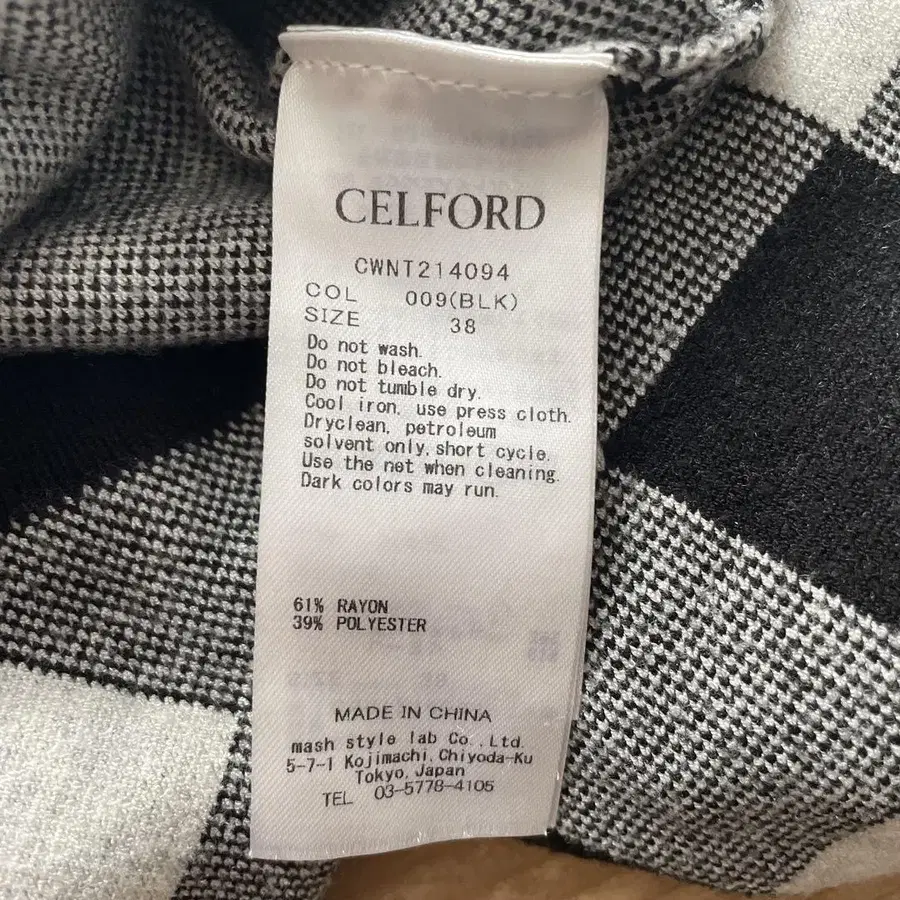 CELFORD
CWNT214094
COL 009(BLK)
SIZE 38
Do not wash.
Do not bleach.
Do not tumble dry.
Cool iron, use press cloth.
Dryclean, petroleum
solvent only, short cycle.
Use the net when cleaning.
Dark colors may run.
61% RAYON
39% POLYESTER
MADE IN CHINA
mash style lab Co.,Ltd.
5-7-1 Kojimachi, Chiyoda-Ku
Tokyo, Japan
TEL 03-5778-4105